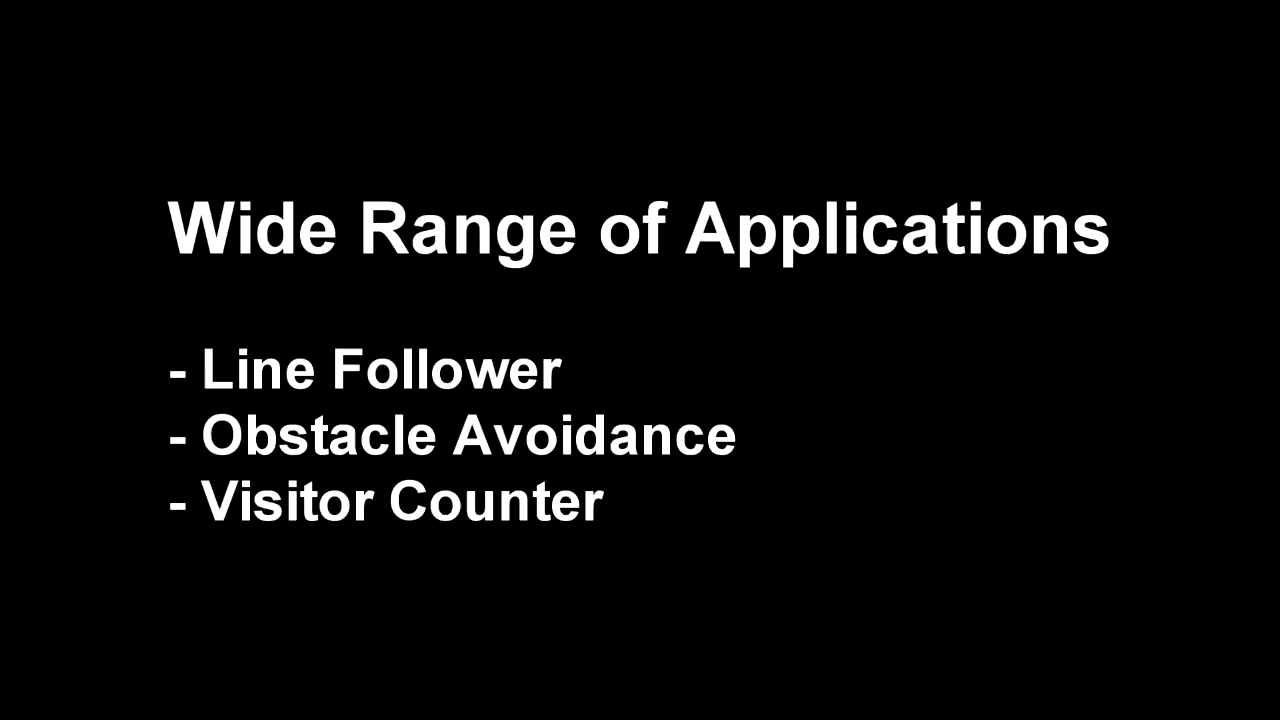 Wide Range of Applications
- Line Follower
- Obstacle Avoidance
- Visitor Counter